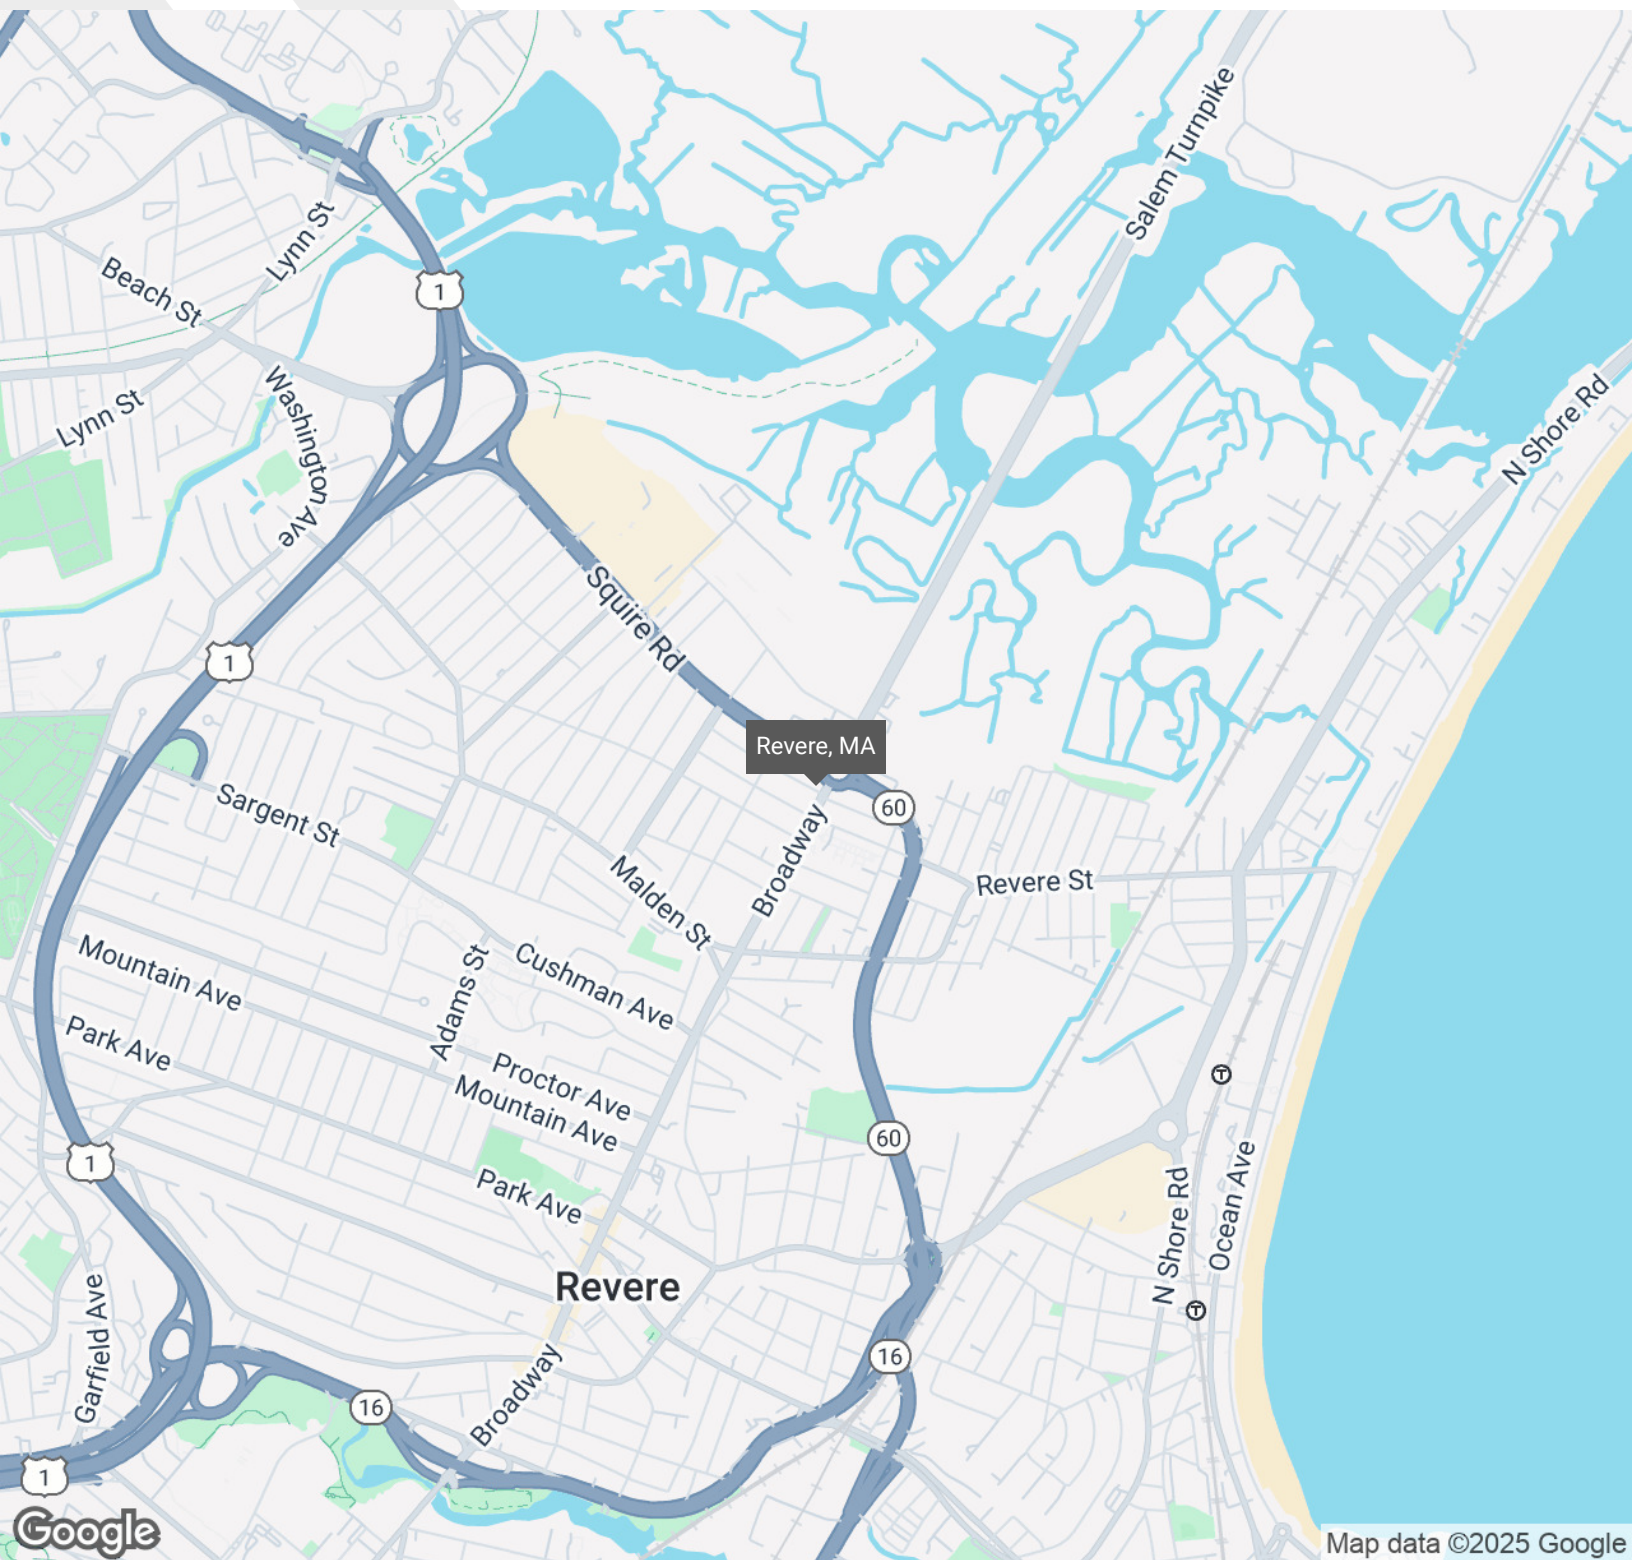 Salem Turnpike
Lynn St
Beach St
1
N Shore Rd
Washington Ave
Lynn St
Squire Rd
1
Revere, MA
60
Sargent St
Broadway
Malden St
Revere St
Mountain Ave
Adams St
Cushman Ave
Park Ave
Proctor Ave
Mountain Ave
T
60
1
Park Ave
N Shore Rd
Ocean Ave
Revere
Garfield Ave
T
16
16
Broadway
1
Google
Map data ©2025 Google